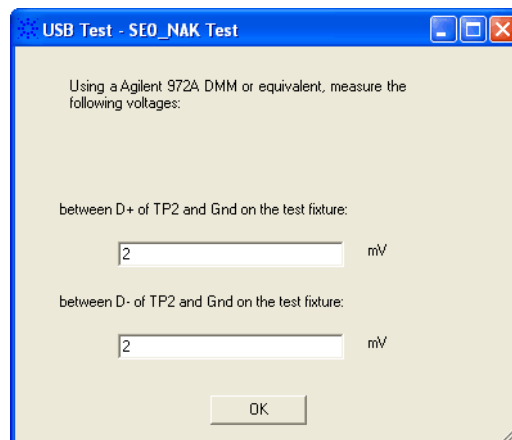 USB Test - SE0_NAK Test
Using a Agilent 972A DMM or equivalent, measure the
following voltages:
between D+ of TP2 and Gnd on the test fixture:
2 mV
between D- of TP2 and Gnd on the test fixture:
2 mV
OK